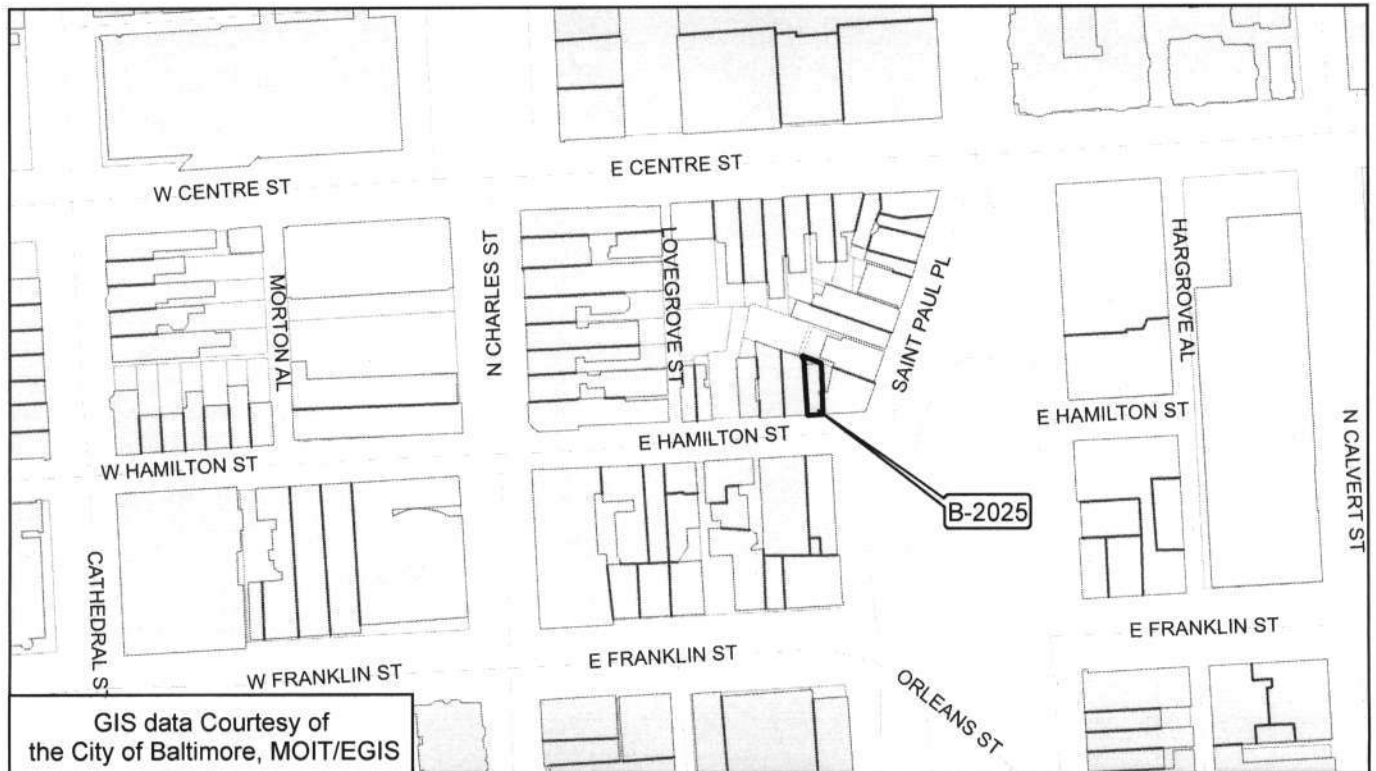 E CENTRE ST
W CENTRE ST
N CHARLES ST
LOVEGROVE ST
HARGROVE AL
MORTON AL
SAINT PAUL PL
E HAMILTON ST
E HAMILTON ST
N CALVERT ST
W HAMILTON ST
B-2025
CATHEDRAL S
E FRANKLIN ST
E FRANKLIN ST
W FRANKLIN ST
ORLEANS ST
GIS data Courtesy of
the City of Baltimore, MOIT/EGIS